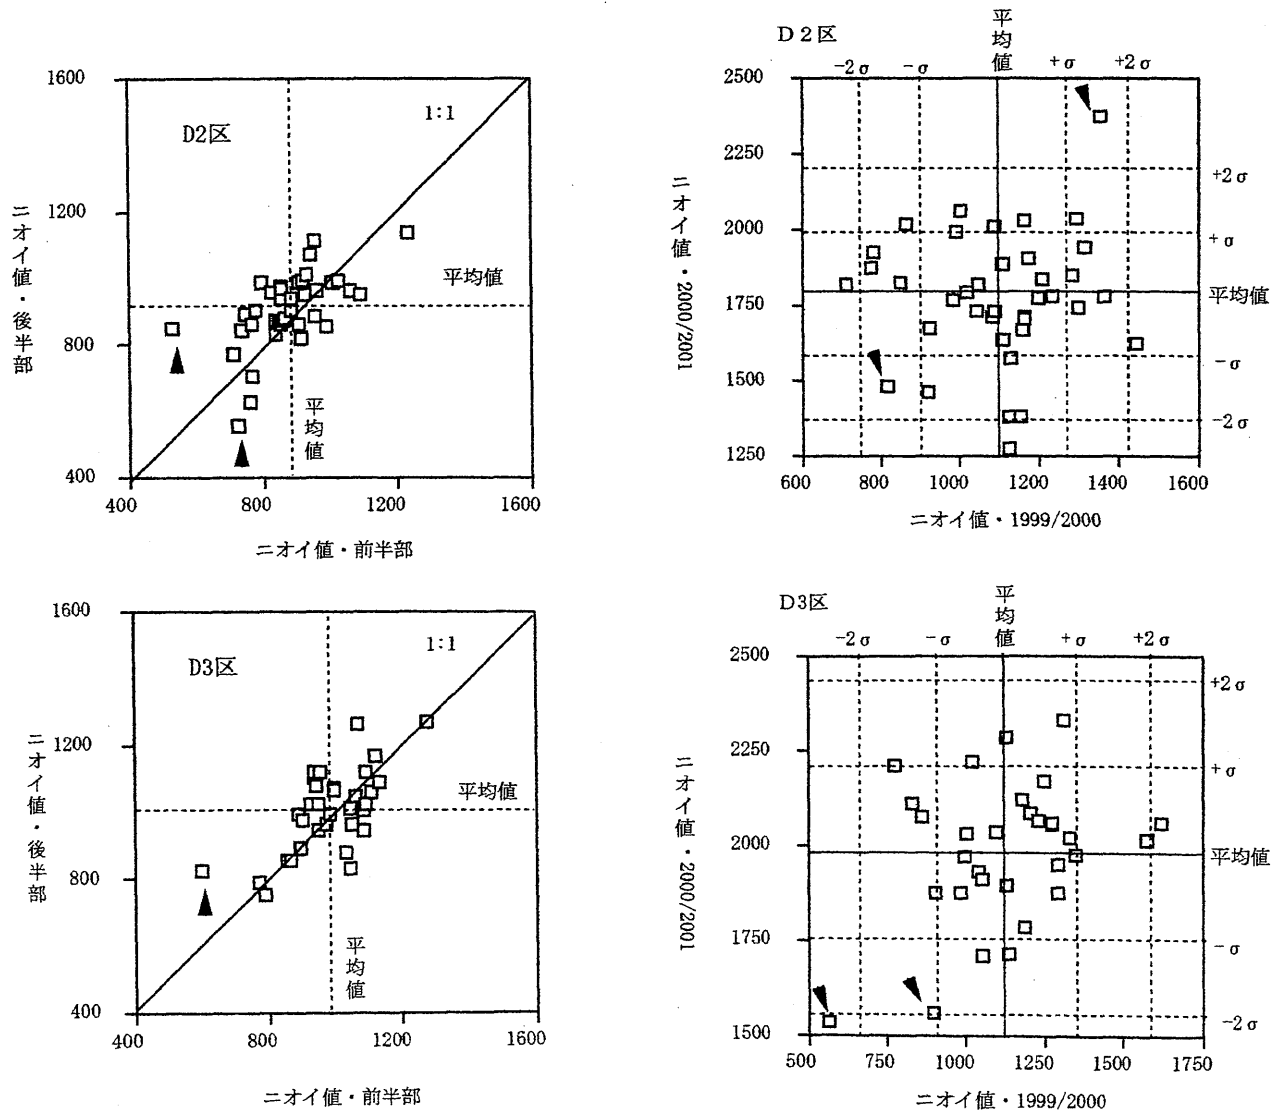 1600
1200
800
400
400
800
1200
1600
D2区
1:1
平均値
平均値
ニオイ値・後半部
ニオイ値・前半部
D2区
平均値
-2σ
-σ
+σ
+2σ
2500
2250
2000
1750
1500
1250
+2σ
+σ
平均値
-σ
-2σ
600
800
1000
1200
1400
1600
ニオイ値・2000/2001
ニオイ値・1999/2000
1600
1200
800
400
400
800
1200
1600
D3区
1:1
平均値
平均値
ニオイ値・後半部
ニオイ値・前半部
D3区
平均値
-2σ
-σ
+σ
+2σ
2500
2250
2000
1750
1500
+2σ
+σ
平均値
-σ
-2σ
500
750
1000
1250
1500
1750
ニオイ値・2000/2001
ニオイ値・1999/2000